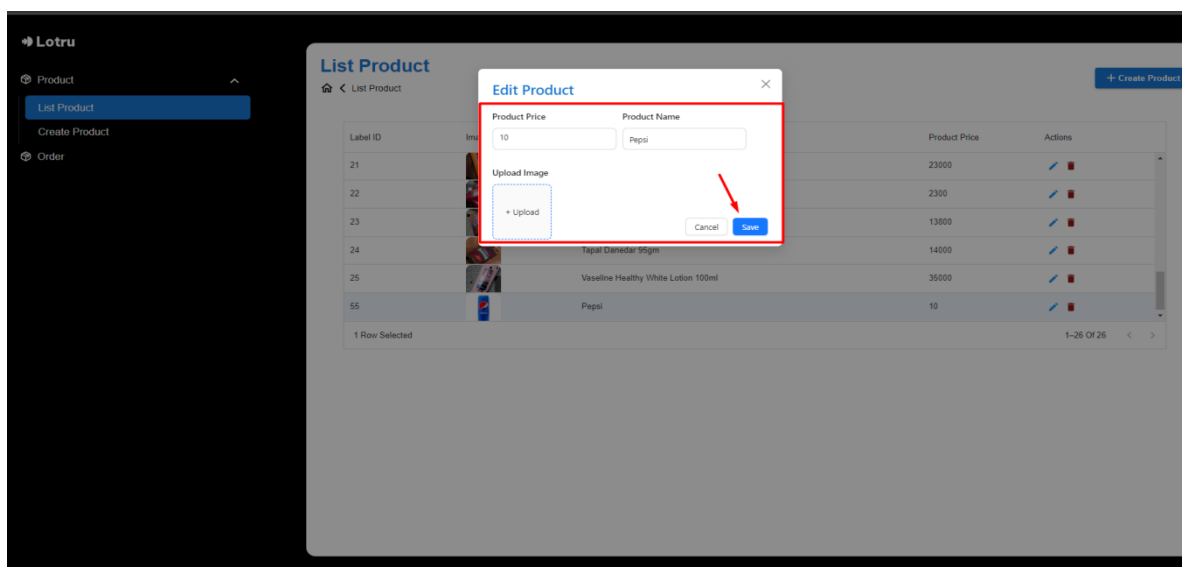 Lotru
Product
List Product
Create Product
Order
List Product
List Product
+ Create Product
Edit Product
Product Price Product Name
10 Pepsi
Upload Image
+ Upload
Cancel Save
Label ID Product Price Actions
21 23000
22 2300
23 13800
24 Tapal Danedar 95gm 14000
25 Vaseline Healthy White Lotion 100ml 35000
55 Pepsi 10
1 Row Selected 1–26 Of 26